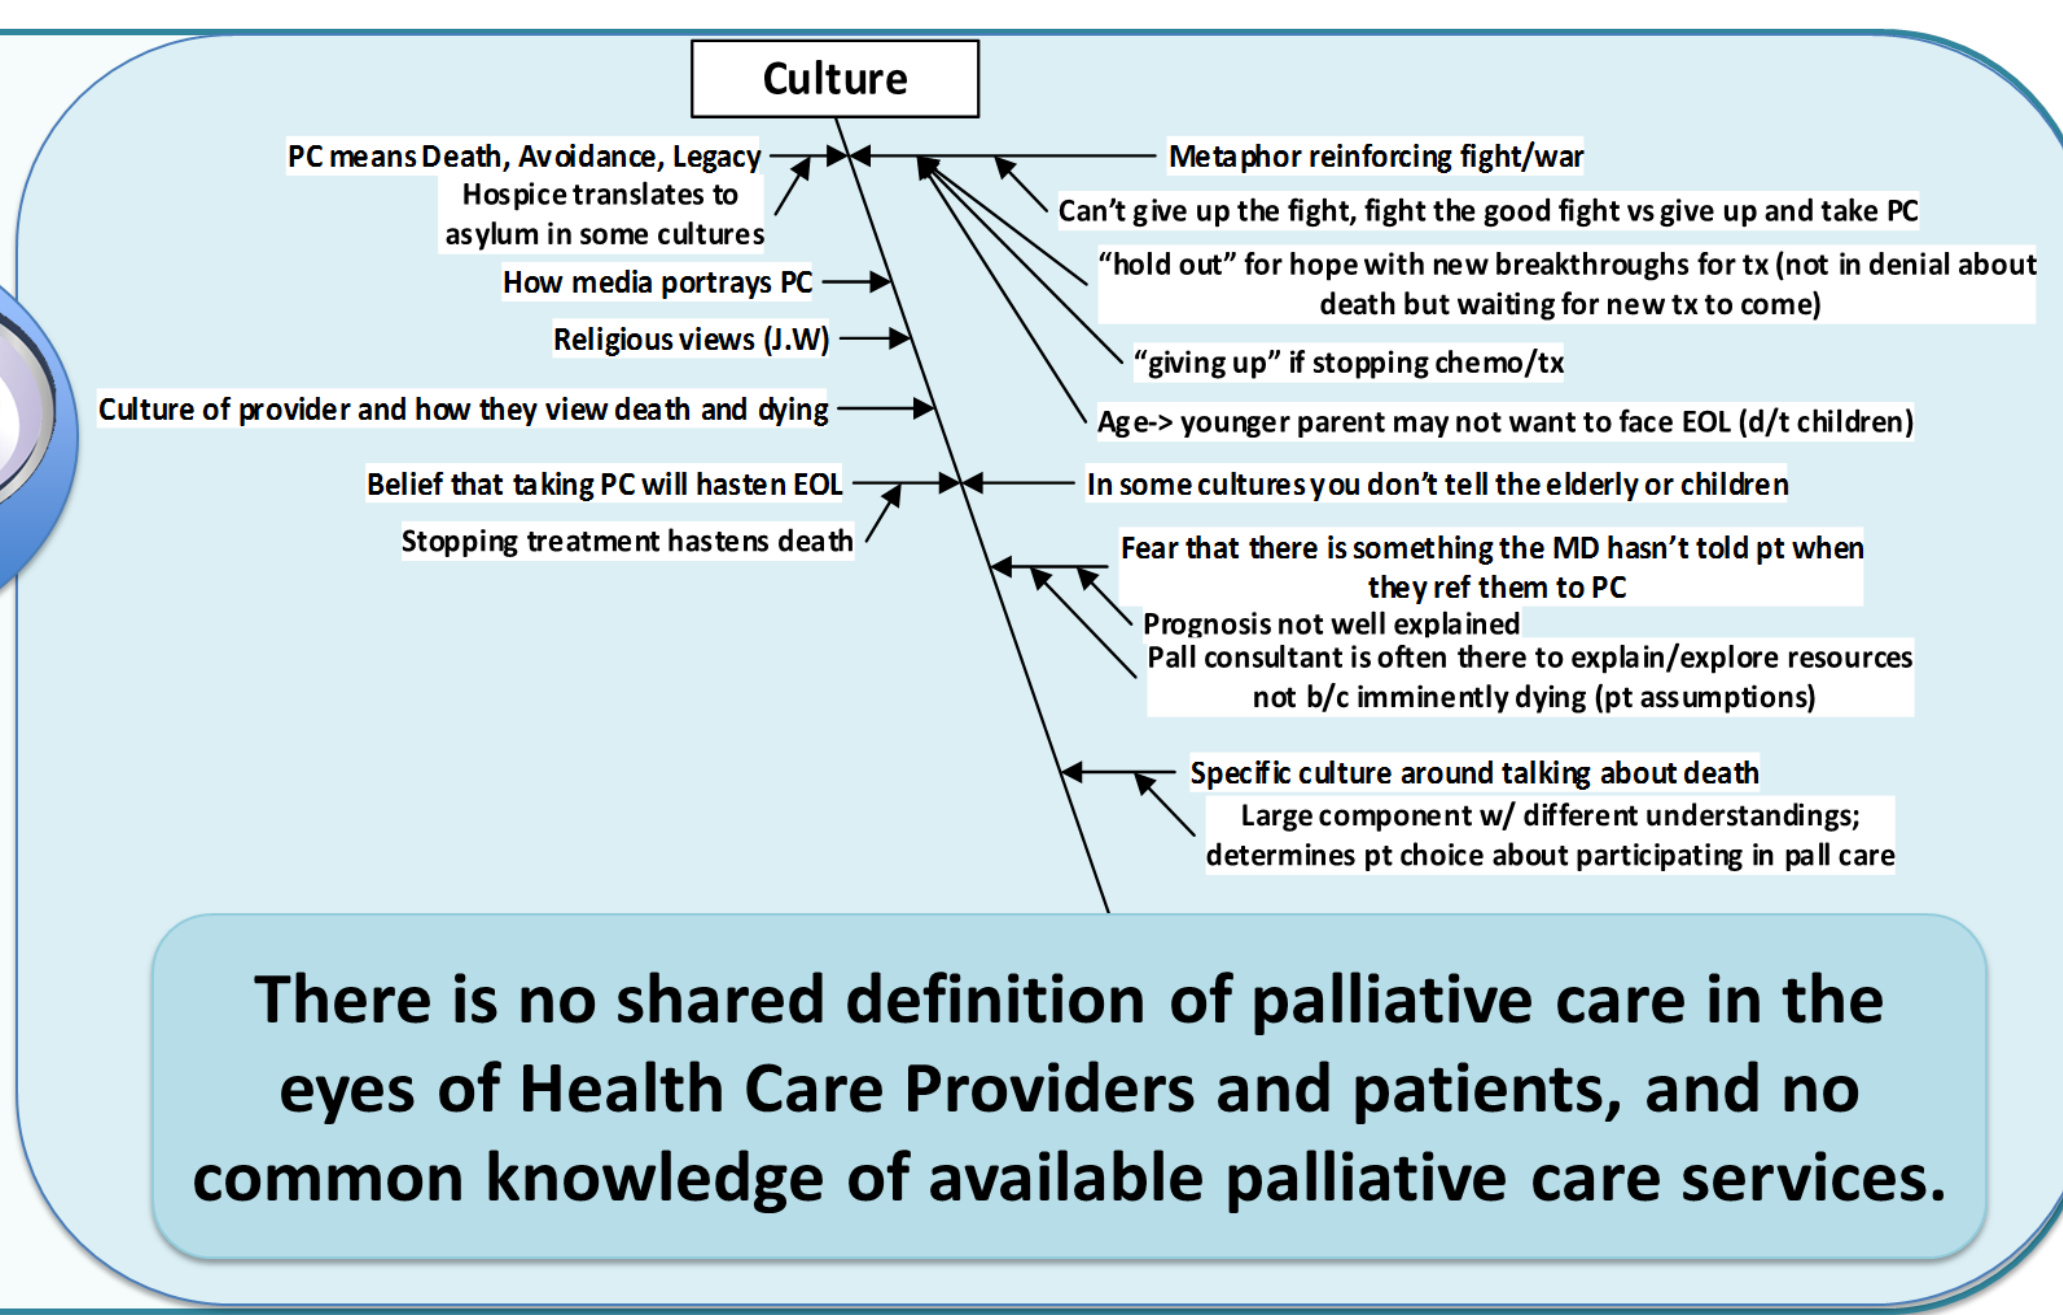 Culture
PC means Death, Avoidance, Legacy
Hospice translates to
asylum in some cultures
How media portrays PC
Religious views (J.W)
Culture of provider and how they view death and dying
Belief that taking PC will hasten EOL
Stopping treatment hastens death
Metaphor reinforcing fight/war
Can't give up the fight, fight the good fight vs give up and take PC
“hold out” for hope with new breakthroughs for tx (not in denial about
death but waiting for new tx to come)
“giving up” if stopping chemo/tx
Age-> younger parent may not want to face EOL (d/t children)
In some cultures you don't tell the elderly or children
Fear that there is something the MD hasn't told pt when
they ref them to PC
Prognosis not well explained
Pall consultant is often there to explain/explore resources
not b/c imminently dying (pt assumptions)
Specific culture around talking about death
Large component w/ different understandings;
determines pt choice about participating in pall care
There is no shared definition of palliative care in the
eyes of Health Care Providers and patients, and no
common knowledge of available palliative care services.